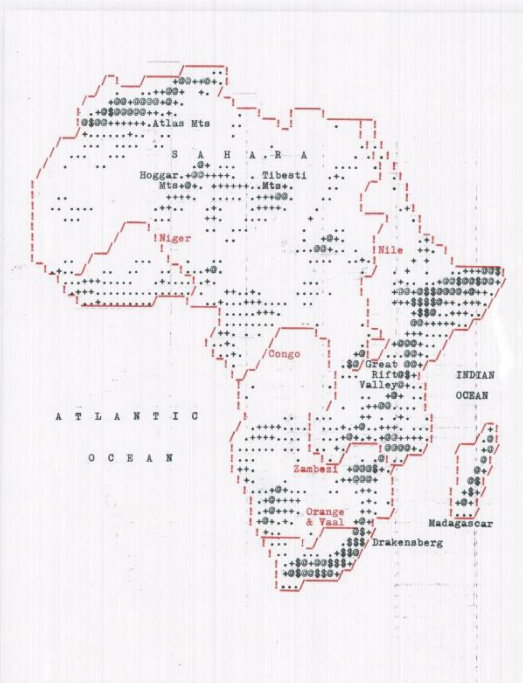 Atlas Mts
S A H A R A
Hoggar
Mts
Tibesti
Mts
Niger
Nile
Congo
Great
Rift
Valley
INDIAN
OCEAN
A T L A N T I C
O C E A N
Zambezi
Orange
& Vaal
Madagascar
Drakensberg